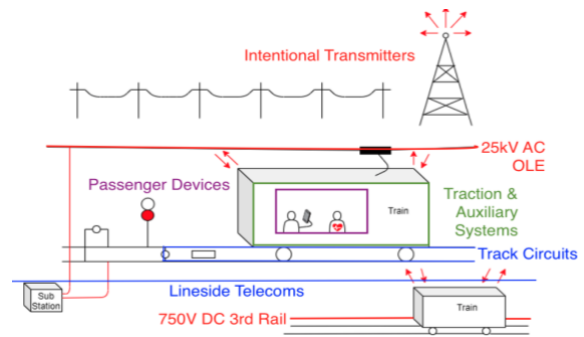 Intentional Transmitters
25kV AC
OLE
Passenger Devices
Train
Traction &
Auxiliary
Systems
Track Circuits
Lineside Telecoms
Sub
Station
Train
750V DC 3rd Rail